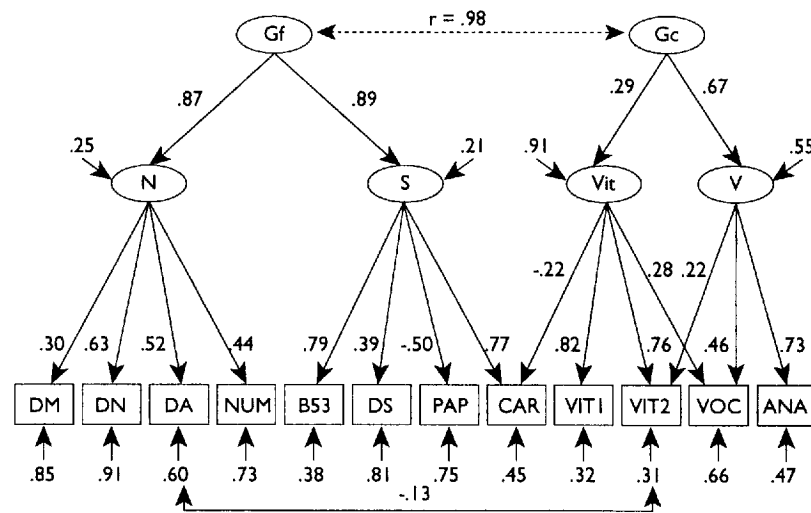 r = .98
Gf Gc
.87 .89 .29 .67
.25 .21 .91 .55
N S Vit V
-.22 .28 .22
.30 .63 .52 .44 .79 .39 -.50 .77 .82 .76 .46 .73
DM DN DA NUM B53 DS PAP CAR VIT1 VIT2 VOC ANA
.85 .91 .60 .73 .38 .81 .75 .45 .32 .31 .66 .47
-.13